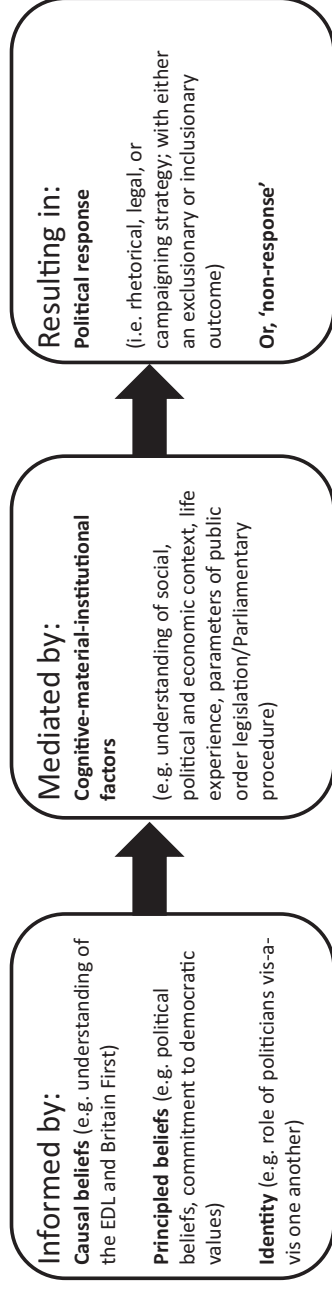 Informed by:
Causal beliefs (e.g. understanding of
the EDL and Britain First)
Principled beliefs (e.g. political
beliefs, commitment to democratic
values)
Identity (e.g. role of politicians vis-a-
vis one another)
Mediated by:
Cognitive-material-institutional
factors
(e.g. understanding of social,
political and economic context, life
experience, parameters of public
order legislation/Parliamentary
procedure)
Resulting in:
Political response
(i.e. rhetorical, legal, or
campaigning strategy; with either
an exclusionary or inclusionary
outcome)
Or, ‘non-response’